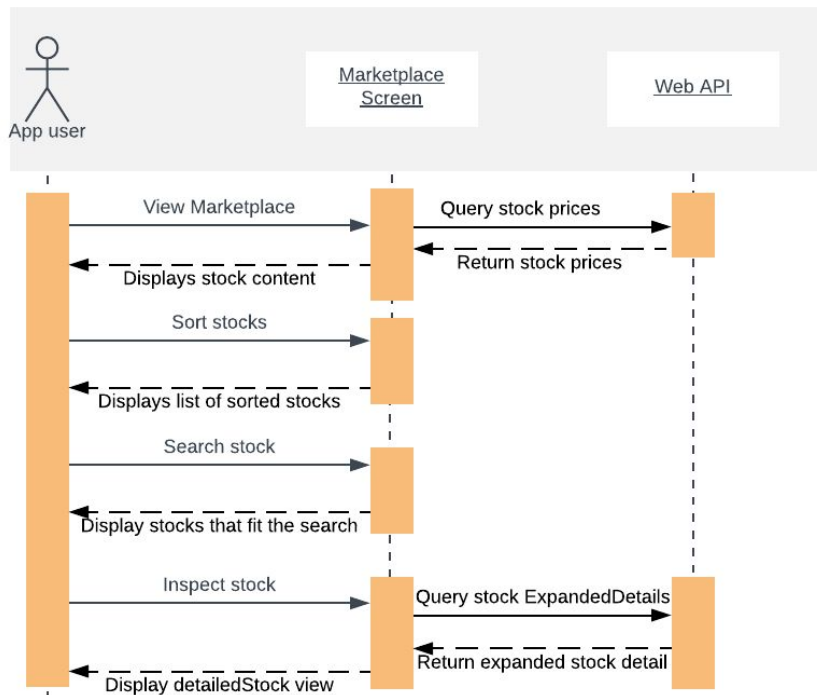 App user
Marketplace
Screen
Web API
View Marketplace
Query stock prices
Return stock prices
Displays stock content
Sort stocks
Displays list of sorted stocks
Search stock
Display stocks that fit the search
Inspect stock
Query stock ExpandedDetails
Return expanded stock detail
Display detailedStock view